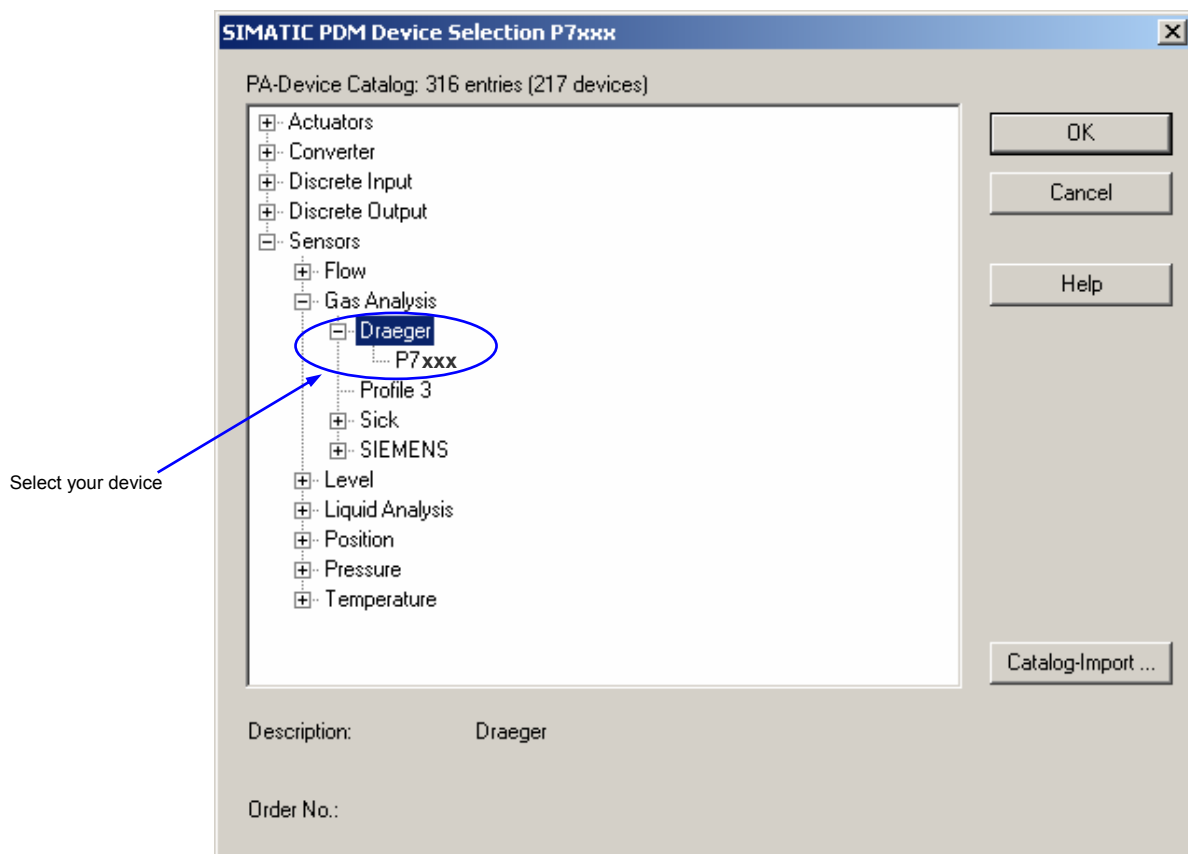 SIMATIC PDM Device Selection P7xxx
PA-Device Catalog: 316 entries (217 devices)
Actuators
Converter
Discrete Input
Discrete Output
Sensors
Flow
Gas Analysis
Draeger
P7xxx
Profile 3
Sick
SIEMENS
Level
Liquid Analysis
Position
Pressure
Temperature
OK
Cancel
Help
Catalog-Import ...
Select your device
Description: Draeger
Order No.: